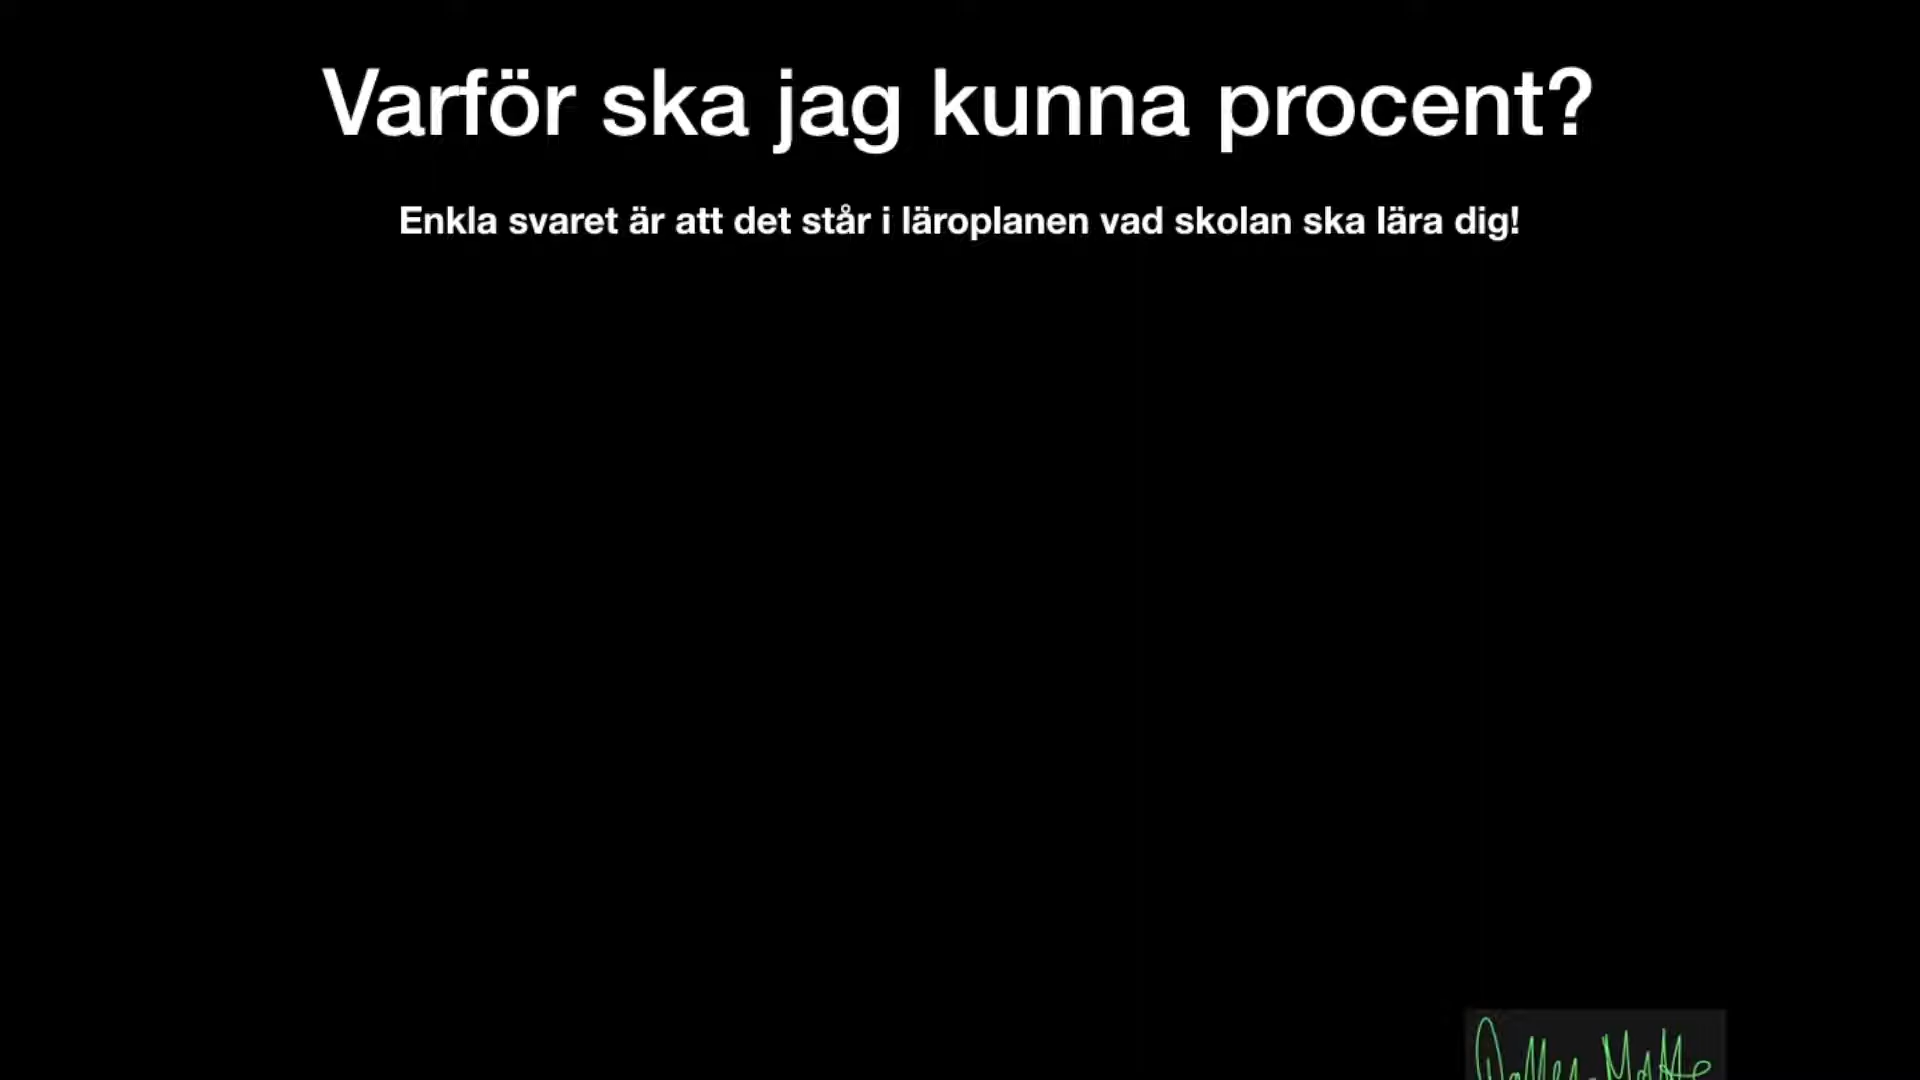 Varför ska jag kunna procent?
Enkla svaret är att det står i läroplanen vad skolan ska lära dig!